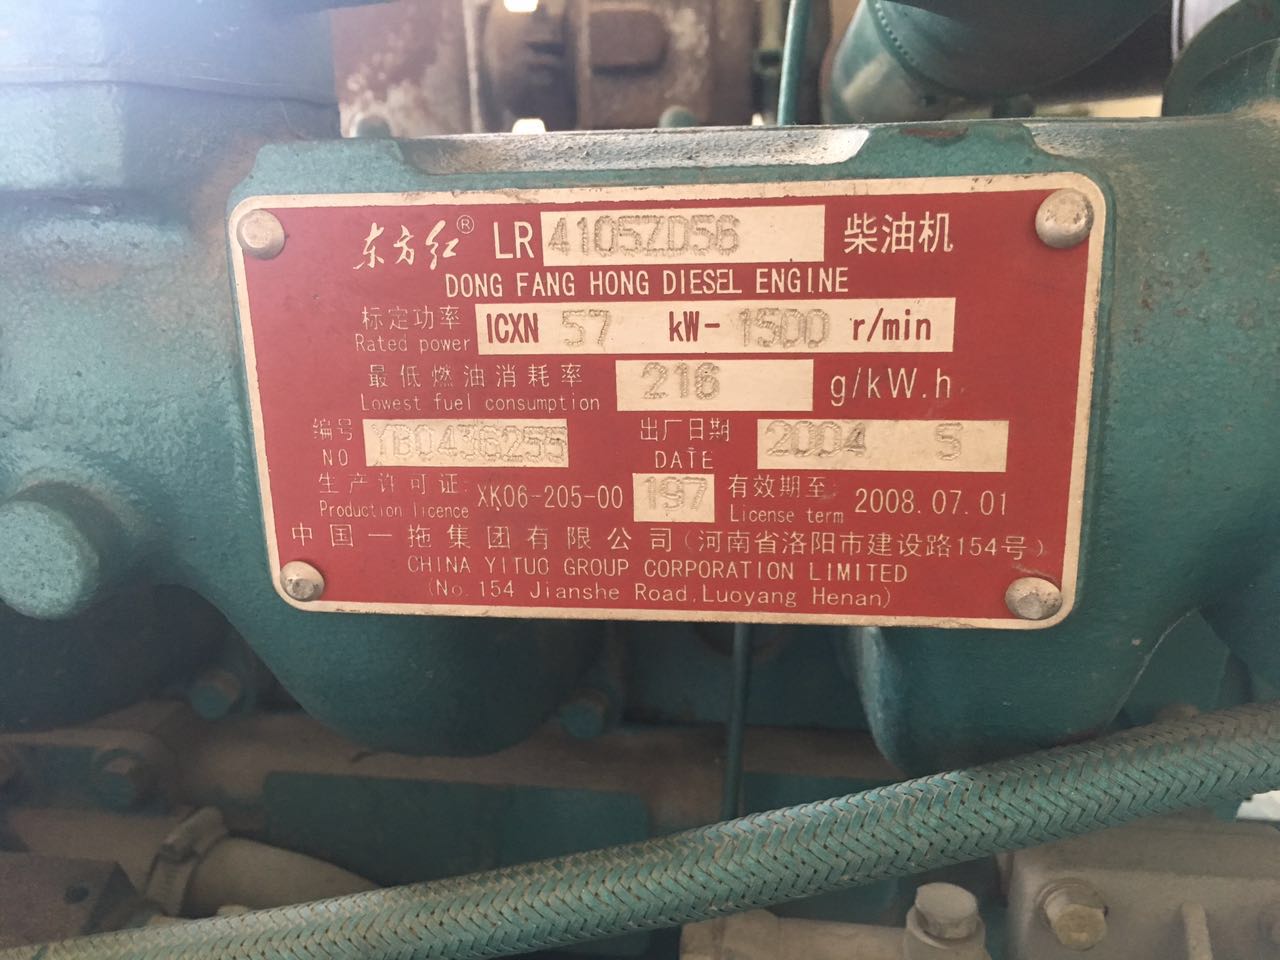 东方红® LR 4105ZD56 柴油机
DONG FANG HONG DIESEL ENGINE
标定功率 ICXN 57 kW- 1500 r/min
Rated power
最低燃油消耗率 216 g/kW.h
Lowest fuel consumption
编号 YB0436255 出厂日期 2004 5
NO DATE
生产许可证: XK06-205-00 197 有效期至: 2008.07.01
Production licence License term
中国一拖集团有限公司(河南省洛阳市建设路154号)
CHINA YITUO GROUP CORPORATION LIMITED
(No.154 Jianshe Road.Luoyang Henan)